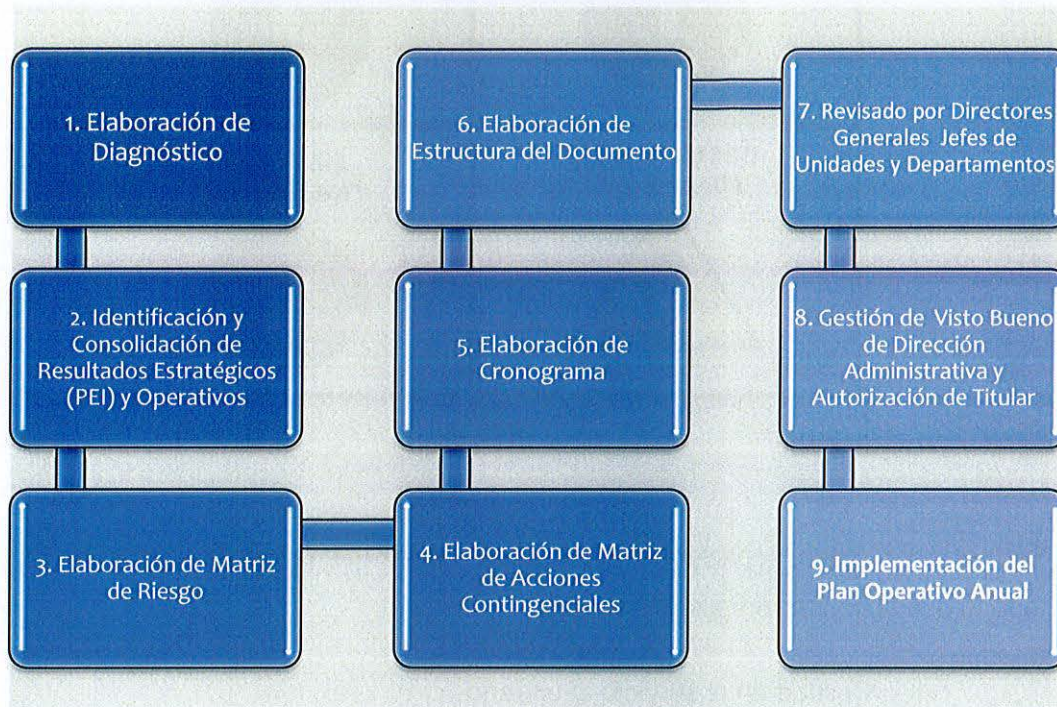 1. Elaboración de
Diagnóstico
2. Identificación y
Consolidación de
Resultados Estratégicos
(PEI) y Operativos
3. Elaboración de Matriz
de Riesgo
4. Elaboración de Matriz
de Acciones
Contingenciales
5. Elaboración de
Cronograma
6. Elaboración de
Estructura del Documento
7. Revisado por Directores
Generales Jefes de
Unidades y Departamentos
8. Gestión de Visto Bueno
de Dirección
Administrativa y
Autorización de Titular
9. Implementación del
Plan Operativo Anual